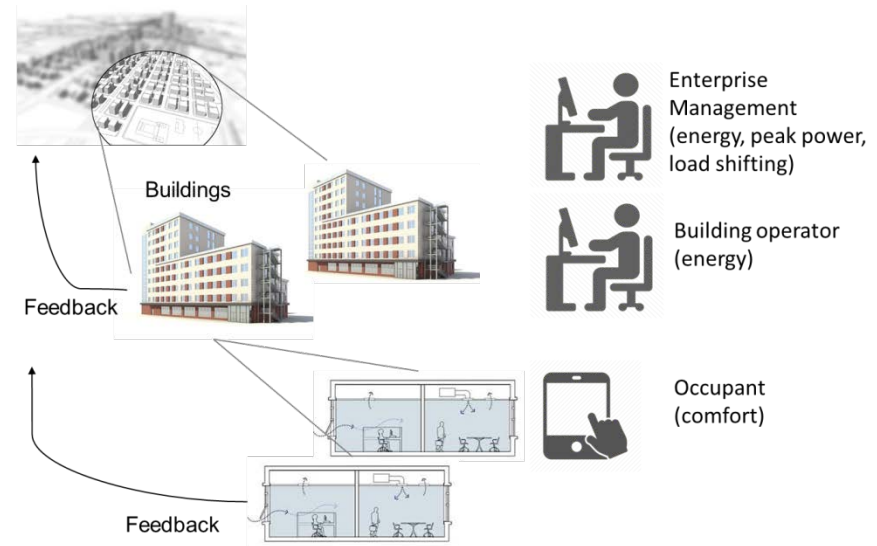 Enterprise
Management
(energy, peak power,
load shifting)
Buildings
Building operator
(energy)
Feedback
Occupant
(comfort)
Feedback